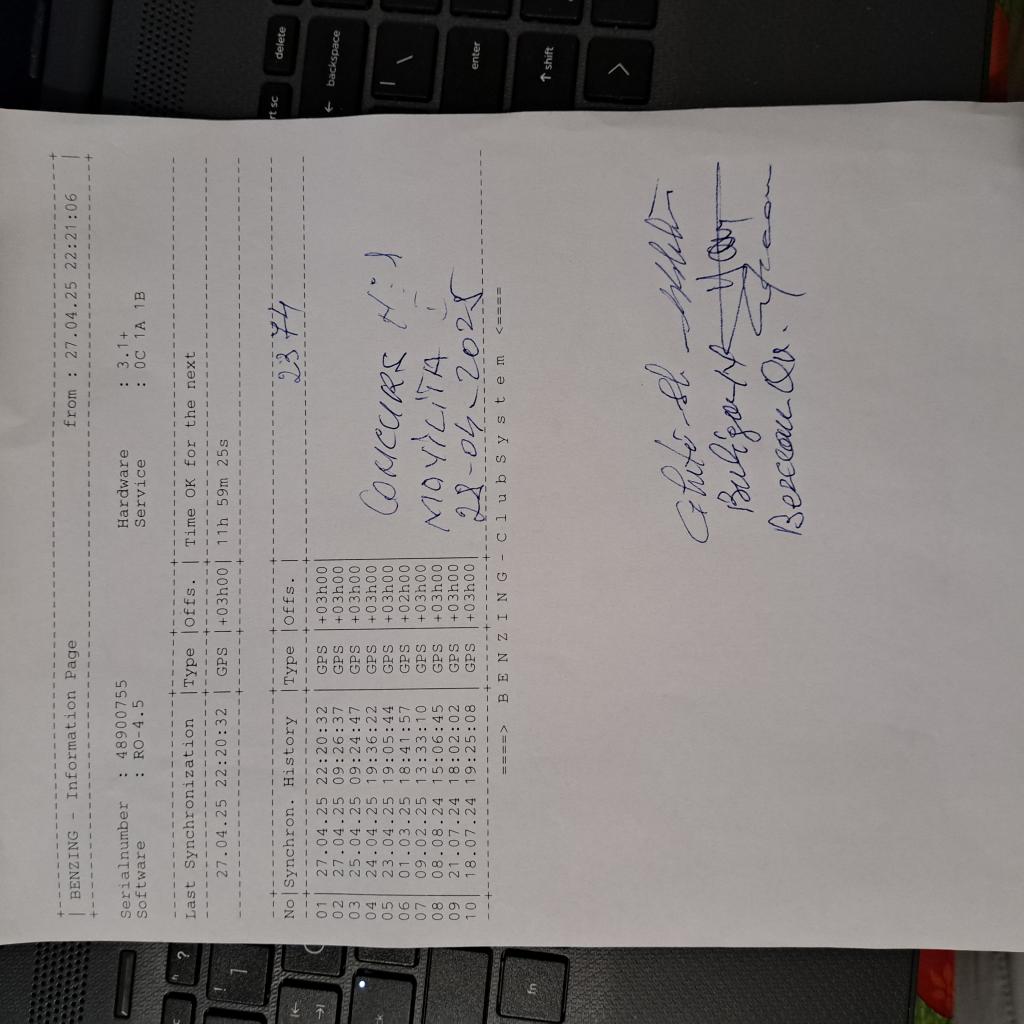 | BENZING - Information Page from : 27.04.25 22:21:06 |
Serialnumber : 48900755 Hardware : 3.1+
Software : RO-4.5 Service : 0C 1A 1B
Last Synchronization |Type |Offs. | Time OK for the next
27.04.25 22:20:32 | GPS |+03h00| 11h 59m 25s
2374
No|Synchron. History |Type |Offs. |
01 | 27.04.25 22:20:32 | GPS | +03h00
02 | 27.04.25 09:26:37 | GPS | +03h00
03 | 25.04.25 09:24:47 | GPS | +03h00
04 | 24.04.25 19:36:22 | GPS | +03h00
05 | 23.04.25 19:05:44 | GPS | +03h00
06 | 01.03.25 18:41:57 | GPS | +02h00
07 | 09.02.25 13:33:10 | GPS | +03h00
08 | 08.08.24 15:06:45 | GPS | +03h00
09 | 21.07.24 18:02:02 | GPS | +03h00
10 | 18.07.24 19:25:08 | GPS | +03h00
CONCURS N° 1
MOVILITA
28-04-2025
====> B E N Z I N G - C l u b S y s t e m <====
delete
backspace
enter
shift
fn